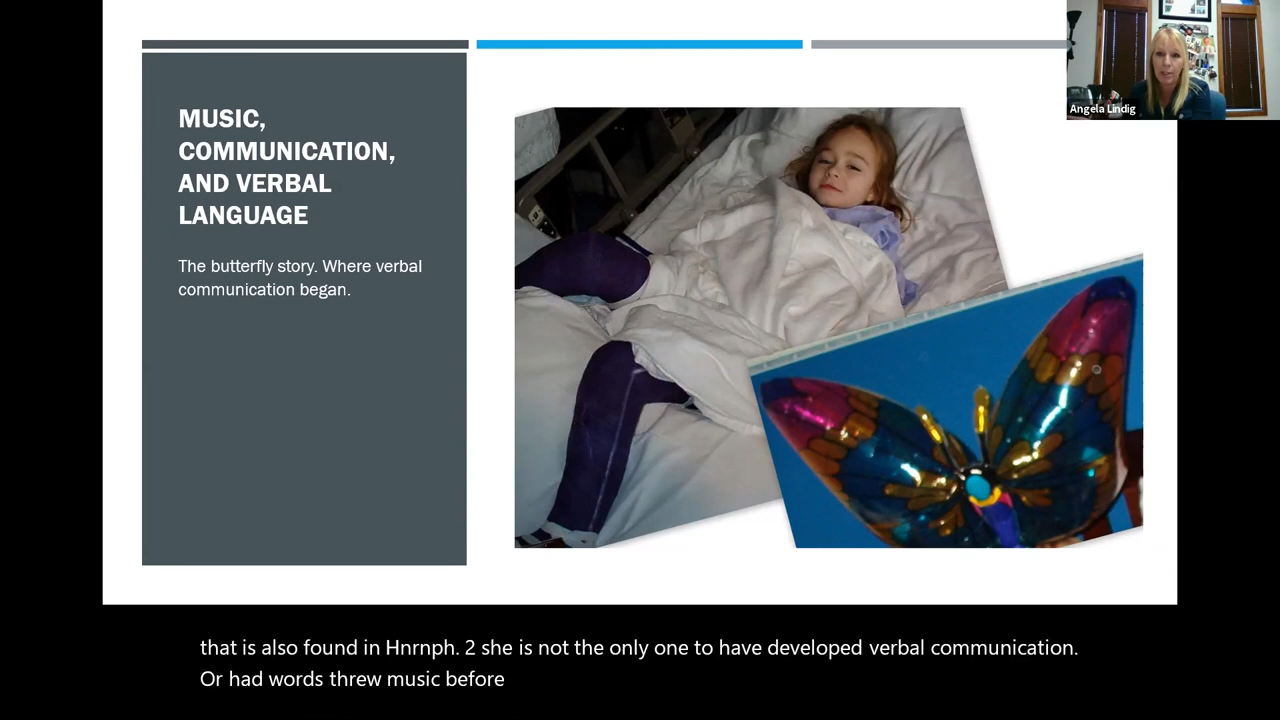 Angela Lindig
MUSIC,
COMMUNICATION,
AND VERBAL
LANGUAGE
The butterfly story. Where verbal
communication began.
that is also found in Hnrnph. 2 she is not the only one to have developed verbal communication.
Or had words threw music before